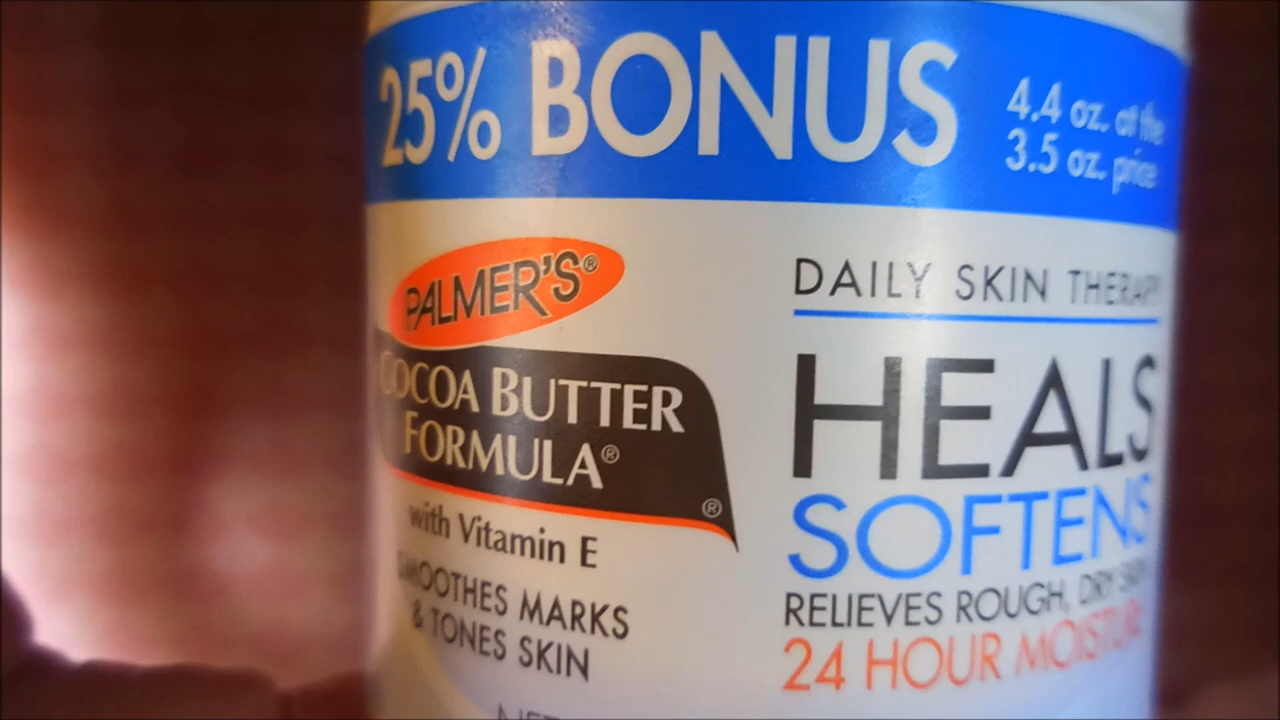 25% BONUS
4.4 oz. at the
3.5 oz. price
PALMER'S®
COCOA BUTTER
FORMULA®
®
with Vitamin E
SMOOTHES MARKS
& TONES SKIN
DAILY SKIN THERAPY
HEALS
SOFTENS
RELIEVES ROUGH, DRY SKIN
24 HOUR MOISTURE